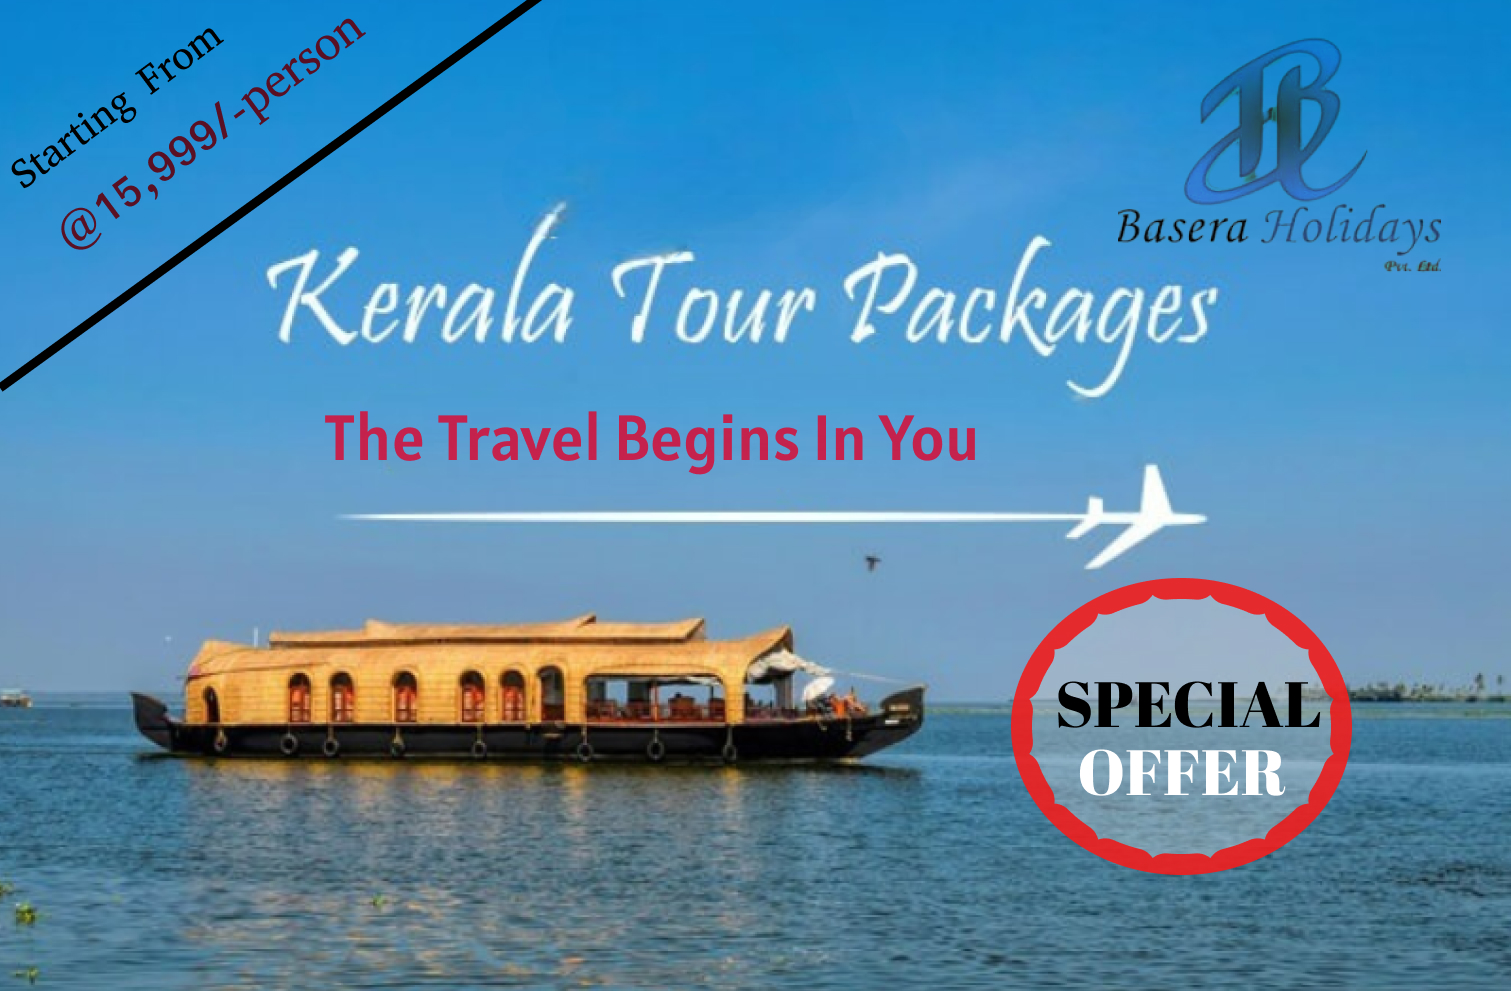 Starting From
@15,999/-person
Basera Holidays
Pvt. Ltd.
Kerala Tour Packages
The Travel Begins In You
SPECIAL
OFFER